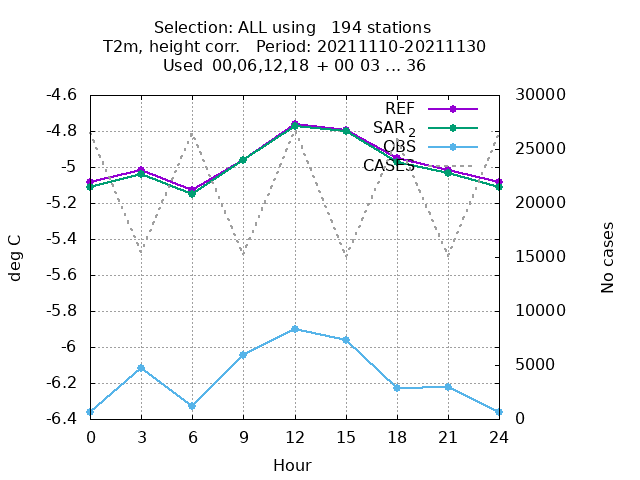 Selection: ALL using   194 stations
T2m, height corr.   Period: 20211110-20211130
Used  00,06,12,18  + 00 03 ... 36
-4.6
-4.8
-5
-5.2
-5.4
-5.6
-5.8
-6
-6.2
-6.4
deg C
REF
SAR2
OBS
CASES
30000
25000
20000
15000
10000
5000
0
No cases
0 3 6 9 12 15 18 21 24
Hour